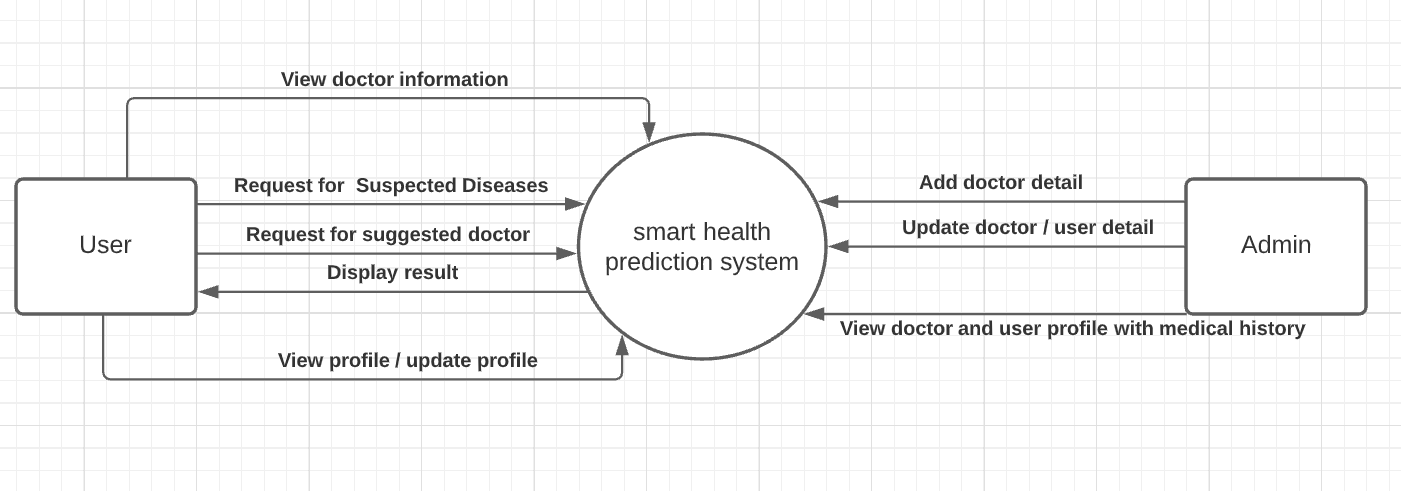 View doctor information
Request for  Suspected Diseases
Request for suggested doctor
Display result
View profile / update profile
User
smart health
prediction system
Add doctor detail
Update doctor / user detail
View doctor and user profile with medical history
Admin